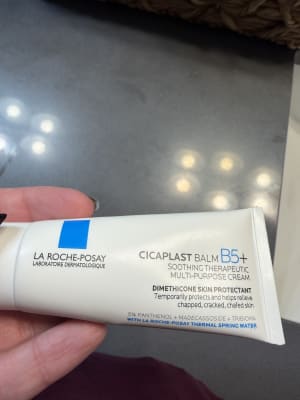 LA ROCHE-POSAY
LABORATOIRE DERMATOLOGIQUE
CICAPLAST BALM B5+
SOOTHING THERAPEUTIC
MULTI-PURPOSE CREAM
DIMETHICONE SKIN PROTECTANT
Temporarily protects and helps relieve
chapped, cracked, chafed skin
5% PANTHENOL + MADECASSOSIDE + TRIBIOMA
WITH LA ROCHE-POSAY THERMAL SPRING WATER